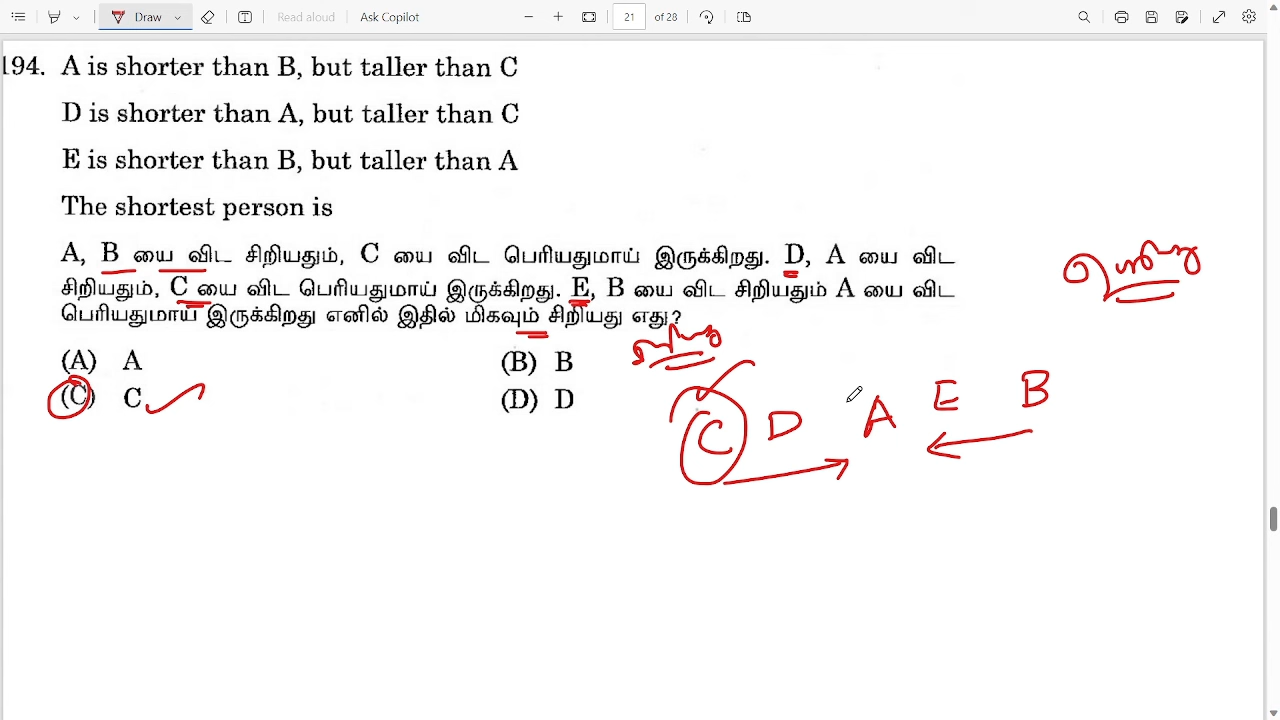 Draw
Read aloud
Ask Copilot
21
of 28
194. A is shorter than B, but taller than C
D is shorter than A, but taller than C
E is shorter than B, but taller than A
The shortest person is
A, B யை விட சிறியதும், C யை விட பெரியதுமாய் இருக்கிறது. D, A யை விட
சிறியதும், C யை விட பெரியதுமாய் இருக்கிறது. E, B யை விட சிறியதும் A யை விட
பெரியதுமாய் இருக்கிறது எனில் இதில் மிகவும் சிறியது எது?
(A) A
(B) B
(C) C
(D) D
C D A E B